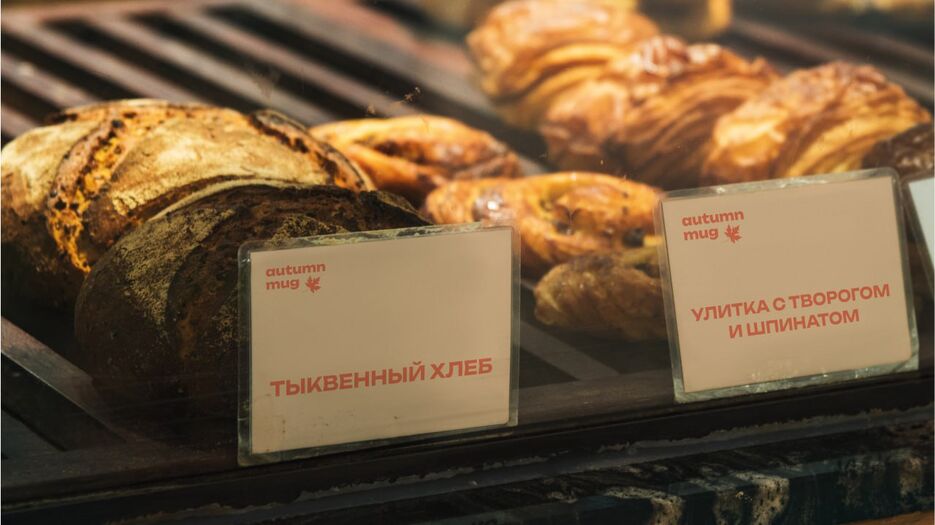 autumn
mug
ТЫКВЕННЫЙ ХЛЕБ
autumn
mug
УЛИТКА С ТВОРОГОМ
И ШПИНАТОМ